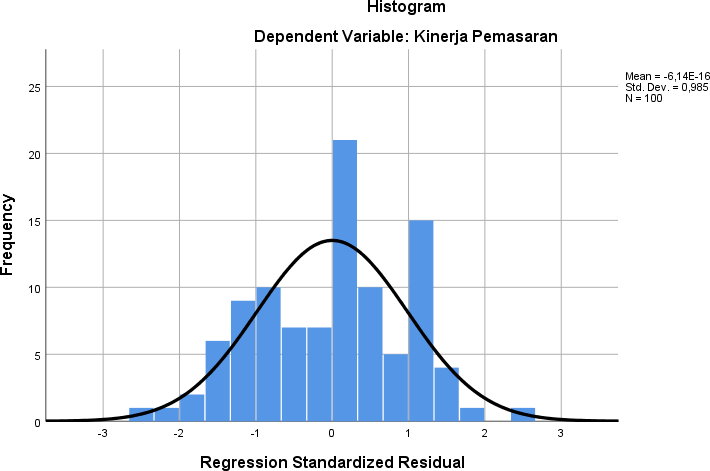 Histogram
Dependent Variable: Kinerja Pemasaran
Mean = -6,14E-16
Std. Dev. = 0,985
N = 100
25
20
15
10
5
0
Frequency
-3 -2 -1 0 1 2 3
Regression Standardized Residual